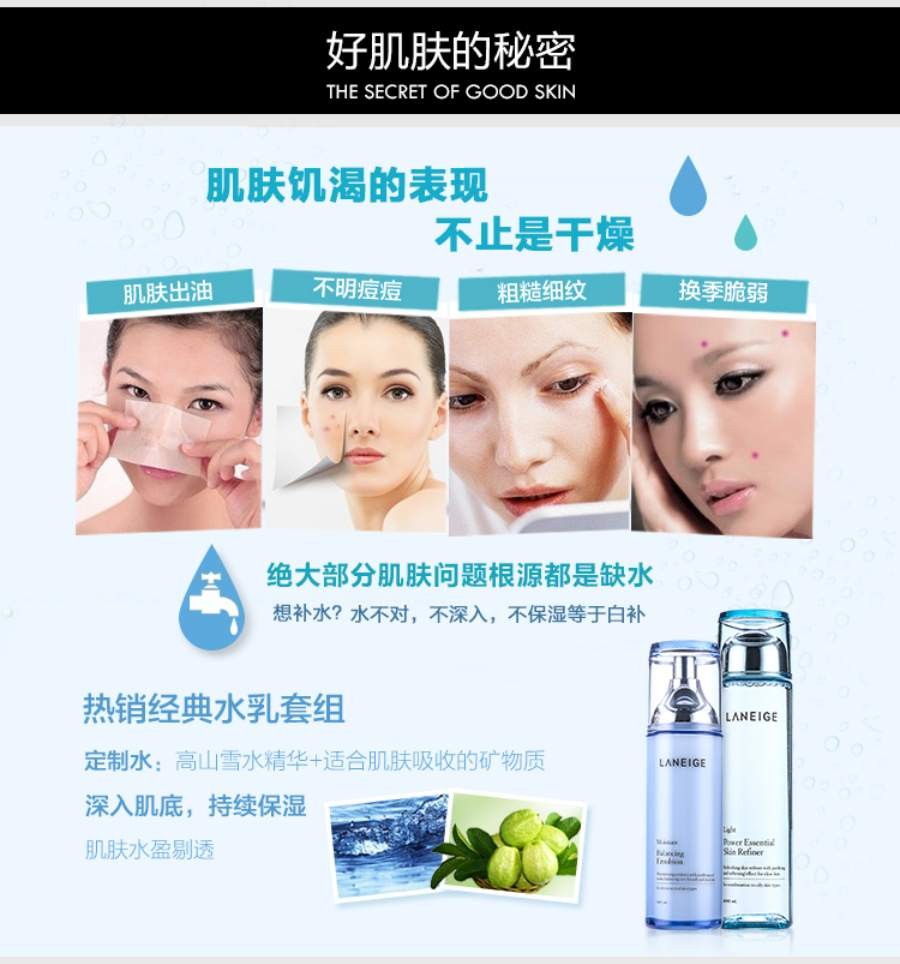 好肌肤的秘密
THE SECRET OF GOOD SKIN
肌肤饥渴的表现
不止是干燥
肌肤出油
不明痘痘
粗糙细纹
换季脆弱
绝大部分肌肤问题根源都是缺水
想补水？水不对，不深入，不保湿等于白补
热销经典水乳套组
定制水：高山雪水精华+适合肌肤吸收的矿物质
深入肌底，持续保湿
肌肤水盈剔透
LANEIGE
Balancing
Emulsion
LANEIGE
Light
Power Essential
Skin Refiner